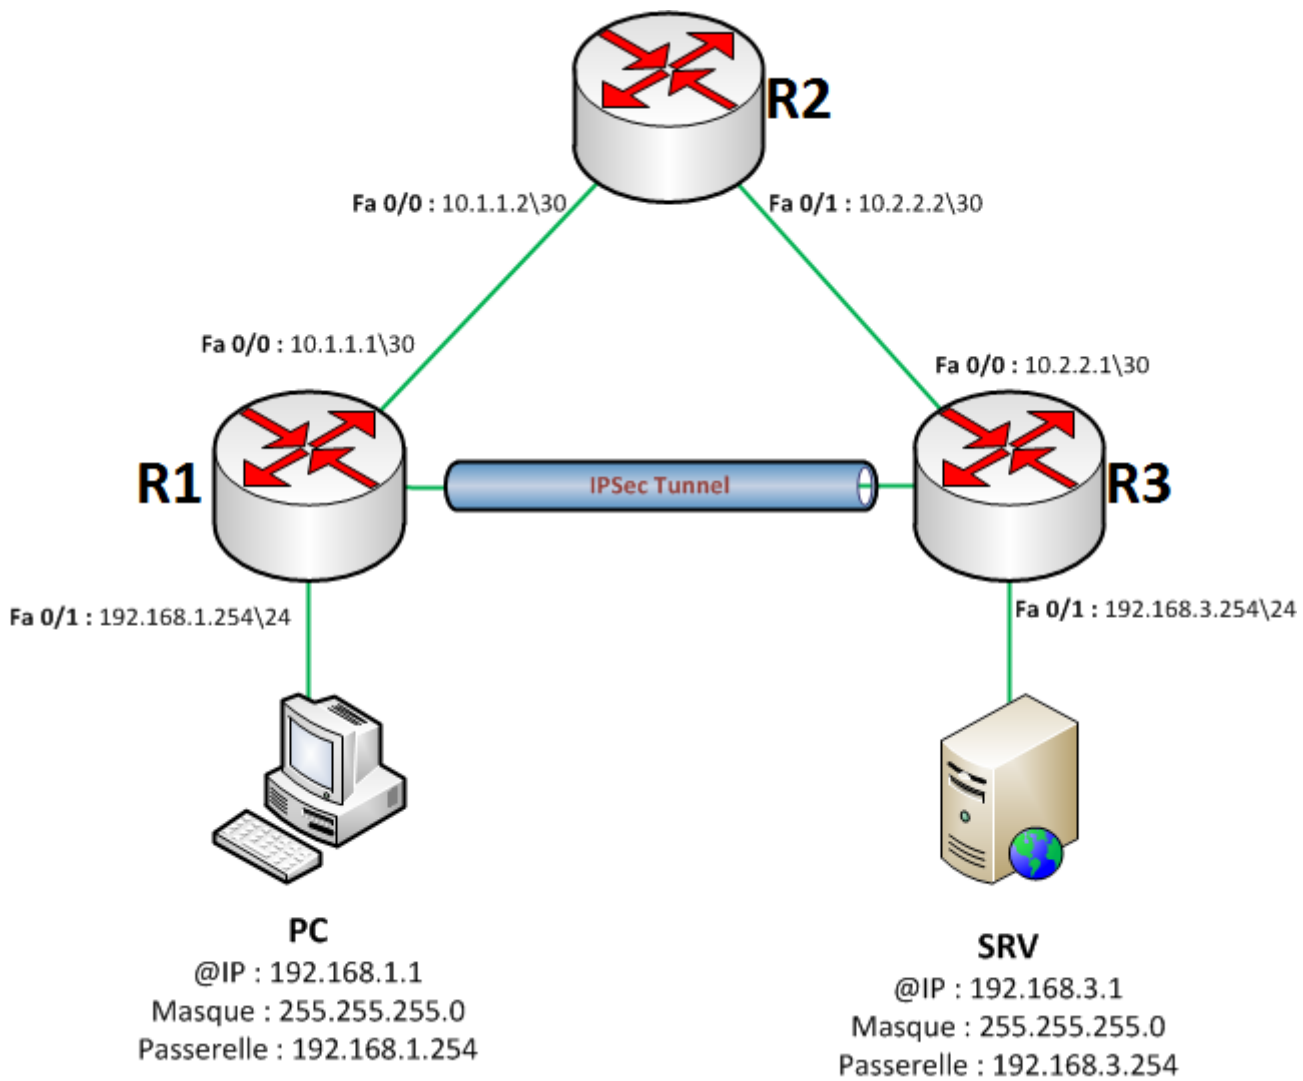 R2
Fa 0/0 : 10.1.1.2\30
Fa 0/1 : 10.2.2.2\30
Fa 0/0 : 10.1.1.1\30
Fa 0/0 : 10.2.2.1\30
R1
IPSec Tunnel
R3
Fa 0/1 : 192.168.1.254\24
Fa 0/1 : 192.168.3.254\24
PC
@IP : 192.168.1.1
Masque : 255.255.255.0
Passerelle : 192.168.1.254
SRV
@IP : 192.168.3.1
Masque : 255.255.255.0
Passerelle : 192.168.3.254